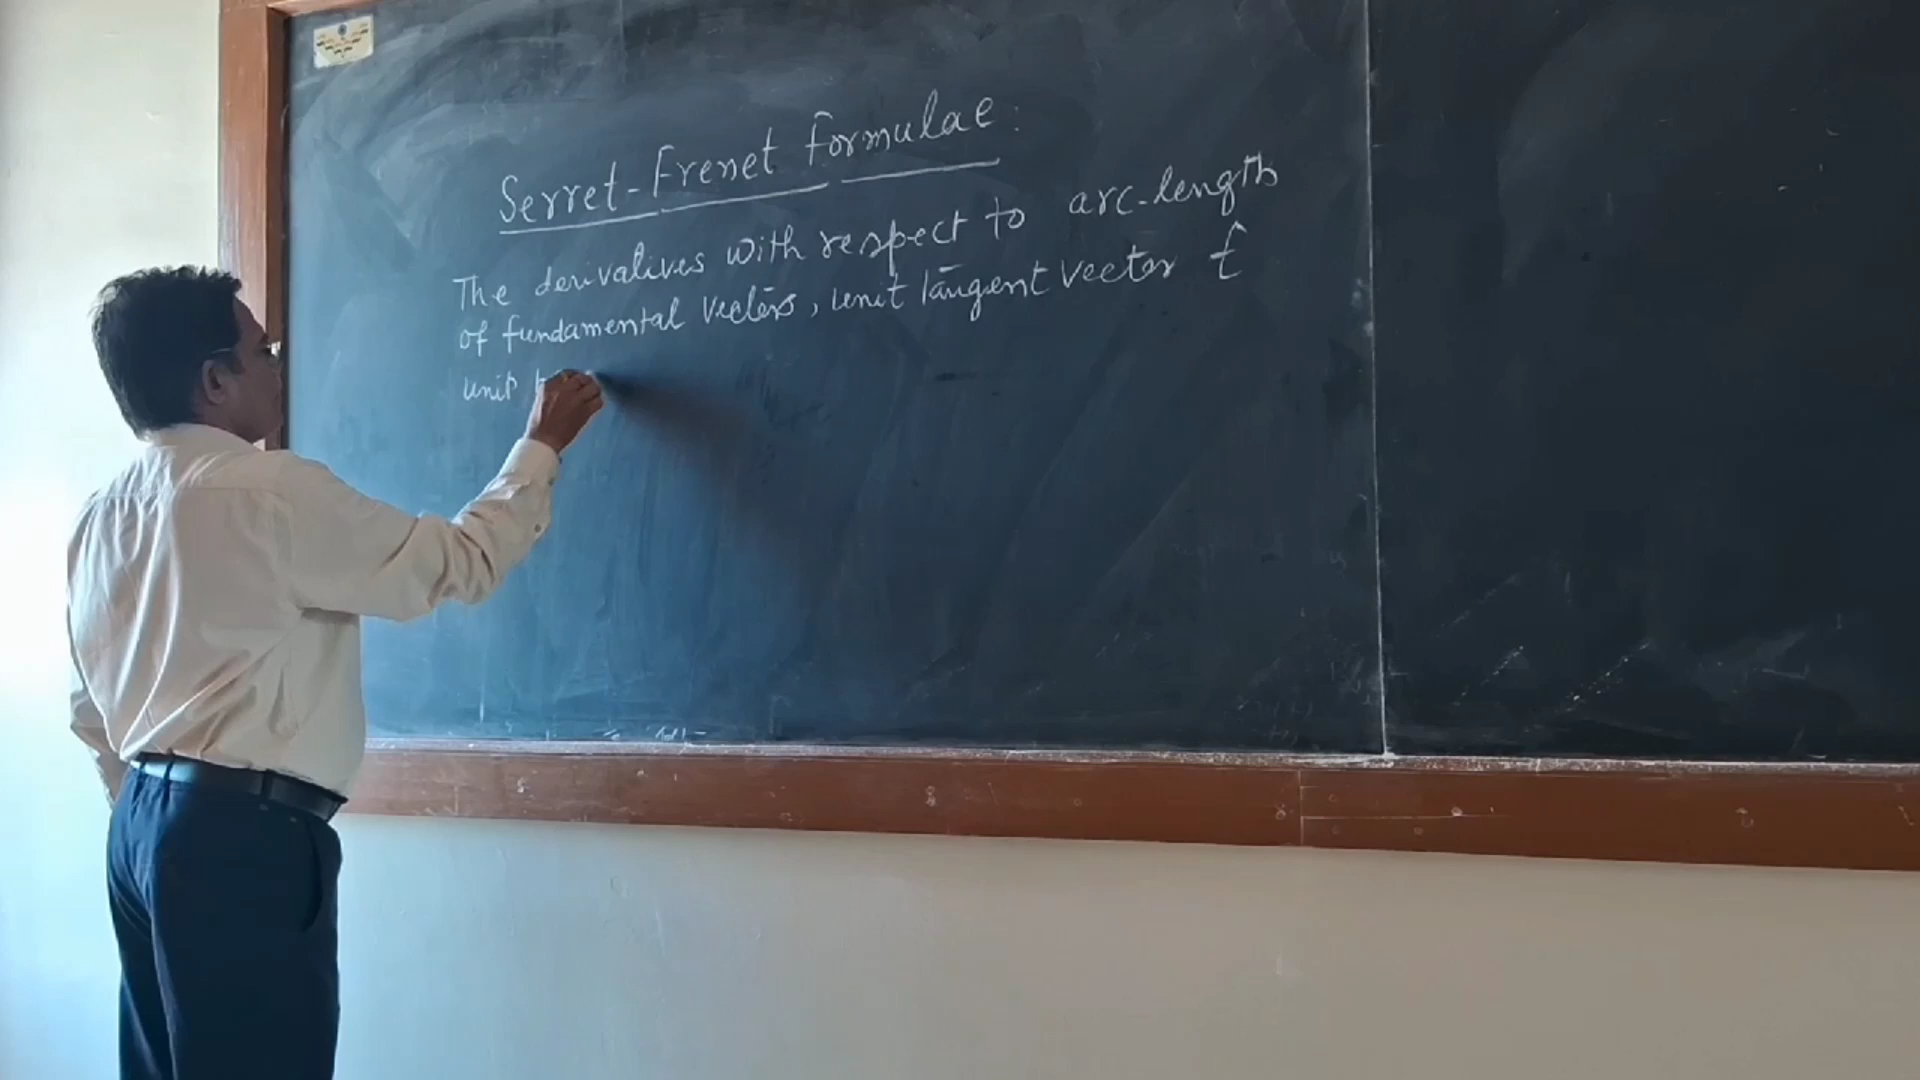 Serret-Frenet Formulae:
The derivatives with respect to arc-length
of fundamental vectors, unit tangent vector t̂
unit